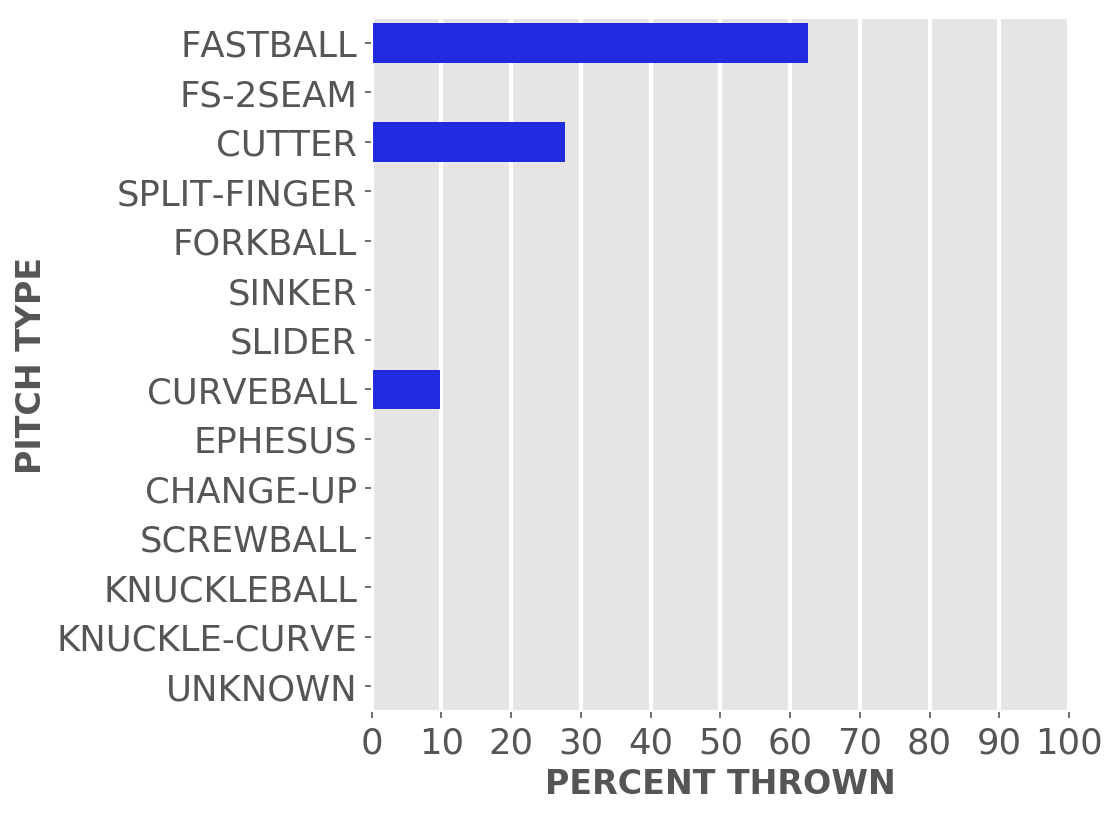 FASTBALL
FS-2SEAM
CUTTER
SPLIT-FINGER
FORKBALL
SINKER
SLIDER
CURVEBALL
EPHESUS
CHANGE-UP
SCREWBALL
KNUCKLEBALL
KNUCKLE-CURVE
UNKNOWN
PITCH TYPE
0 10 20 30 40 50 60 70 80 90 100
PERCENT THROWN